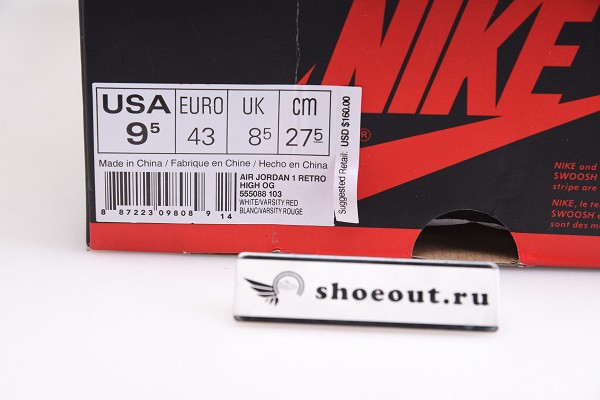 NIKE
USA EURO UK cm
9⁵ 43 8⁵ 27⁵
Made in China / Fabrique en Chine / Hecho en China
AIR JORDAN 1 RETRO
HIGH OG
555088 103
WHITE/VARSITY RED
BLANC/VARSITY ROUGE
8 87223 09808 9 14
Suggested Retail: USD $160.00
®
NIKE and
SWOOSH
stripe are
NIKE, le
SWOOSH
sont des
shoeout.ru